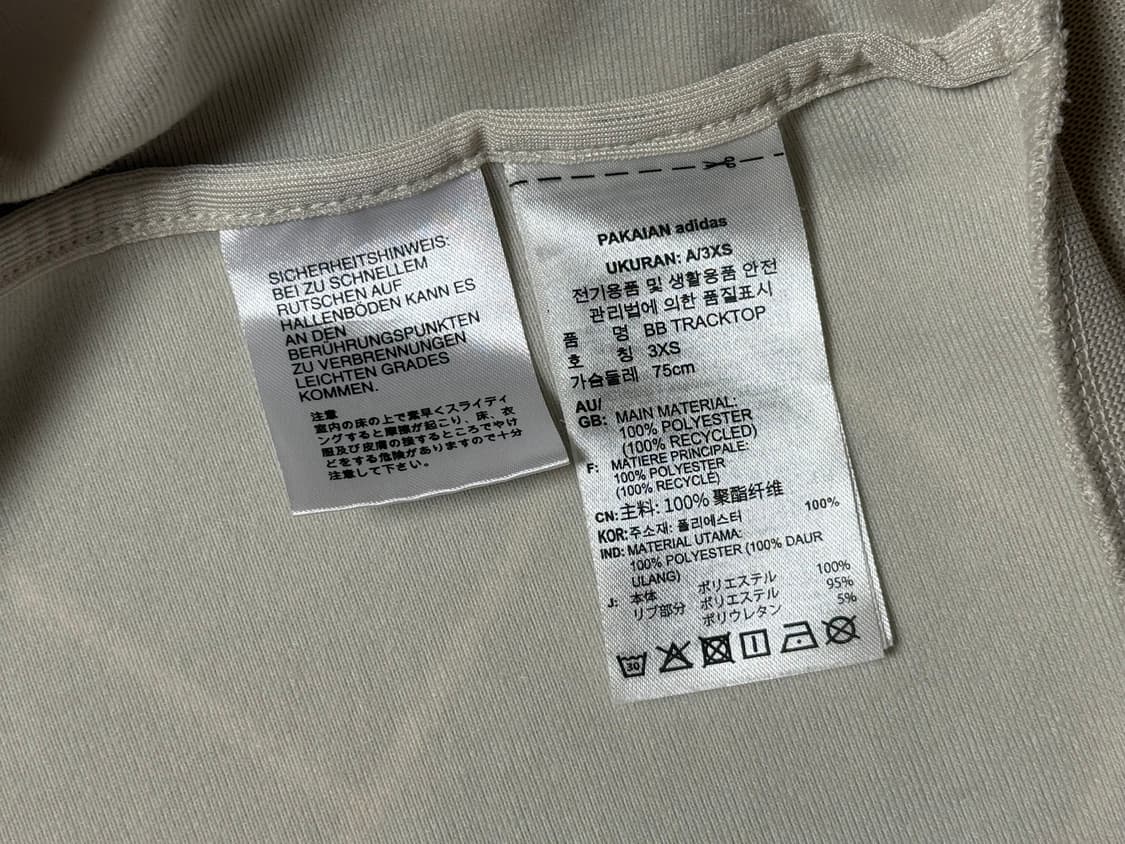 SICHERHEITSHINWEIS:
BEI ZU SCHNELLEM
RUTSCHEN AUF
HALLENBÖDEN KANN ES
AN DEN
BERÜHRUNGSPUNKTEN
ZU VERBRENNUNGEN
LEICHTEN GRADES
KOMMEN.
注意
室内の床の上で素早くスライディ
ングすると摩擦が起こり、床、衣
服及び皮膚の接するところでやけ
どをする危険がありますので十分
注意して下さい。
PAKAIAN adidas
UKURAN: A/3XS
전기용품 및 생활용품 안전
관리법에 의한 품질표시
품 명 BB TRACKTOP
호 칭 3XS
가슴둘레 75cm
AU/
GB: MAIN MATERIAL:
100% POLYESTER
(100% RECYCLED)
F: MATIERE PRINCIPALE:
100% POLYESTER
(100% RECYCLÉ)
CN: 主料: 100% 聚酯纤维
KOR: 주소재: 폴리에스터 100%
IND: MATERIAL UTAMA:
100% POLYESTER (100% DAUR
ULANG)
J: 本体 ポリエステル 100%
リブ部分 ポリエステル 95%
ポリウレタン 5%
30